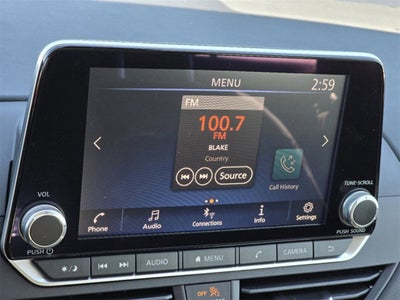 MENU 2:59
FM
100.7
FM
BLAKE
Country
Source
Call History
VOL
TUNE·SCROLL
Phone Audio Connections Info Settings
PUSH
PUSH SOUND
AUDIO MENU CAMERA